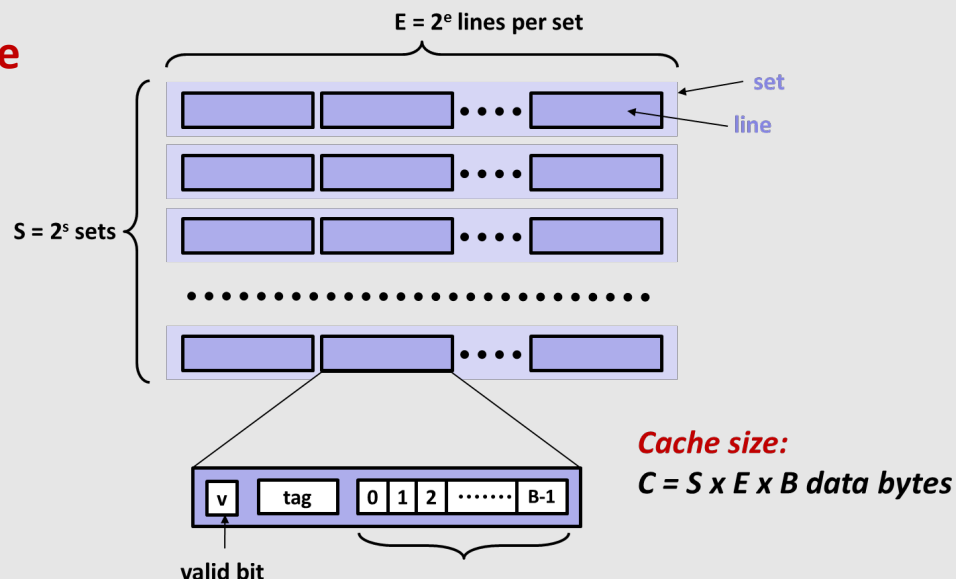 E = 2ᵉ lines per set
e
set
line
S = 2ˢ sets
Cache size:
C = S x E x B data bytes
v tag 0 1 2 ······· B-1
valid bit